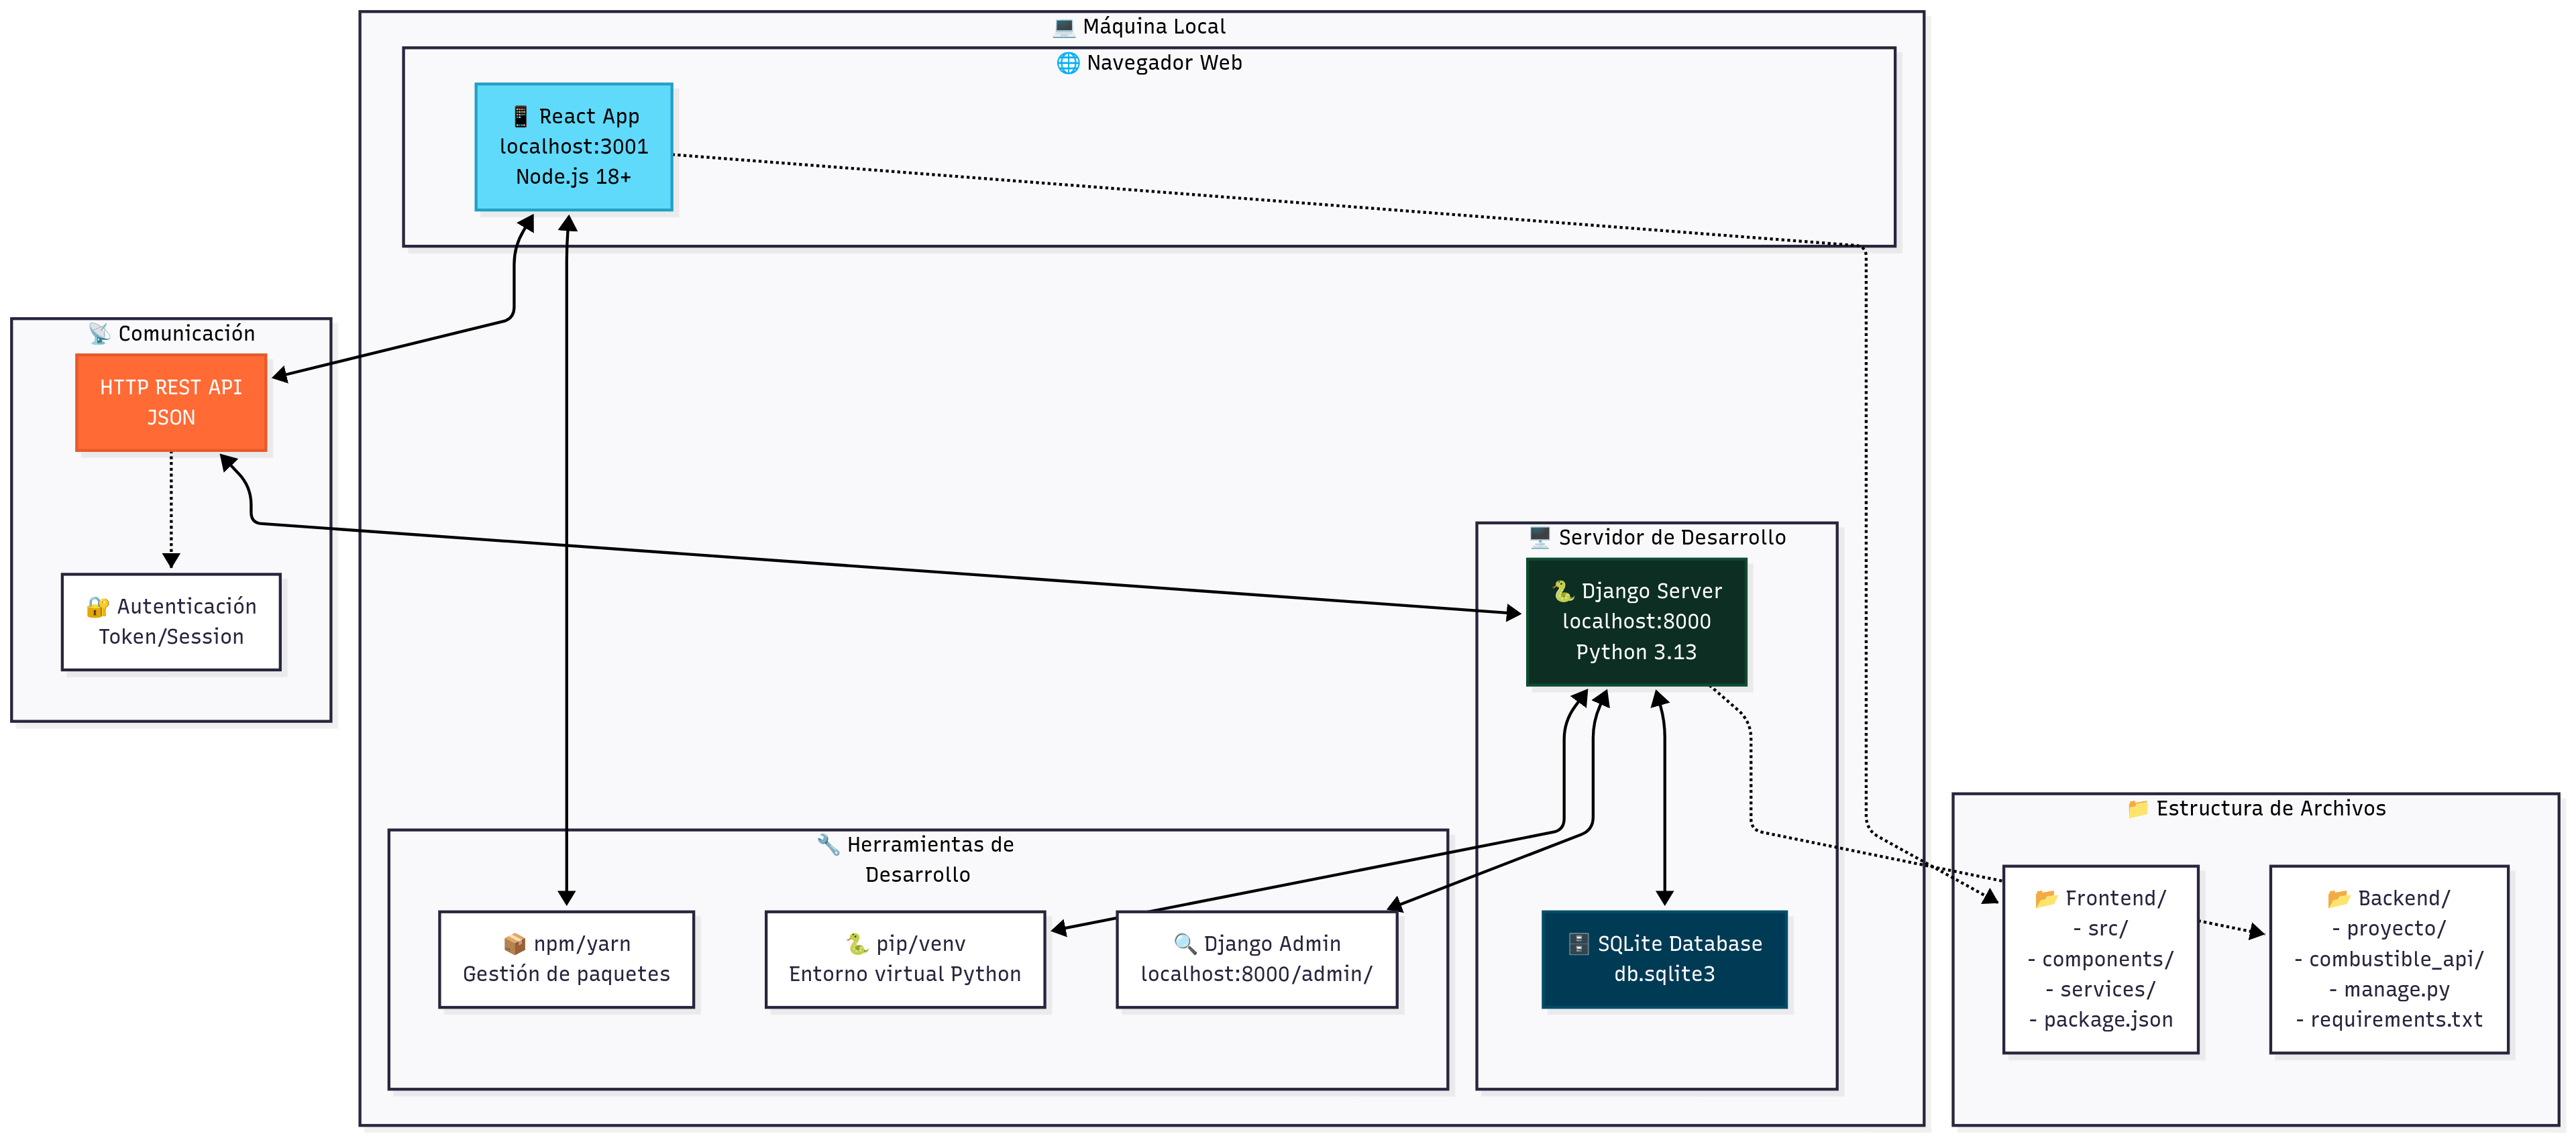 💻 Máquina Local
🌐 Navegador Web
📱 React App
localhost:3001
Node.js 18+
📡 Comunicación
HTTP REST API
JSON
🔐 Autenticación
Token/Session
🖥️ Servidor de Desarrollo
🐍 Django Server
localhost:8000
Python 3.13
🔧 Herramientas de
Desarrollo
📦 npm/yarn
Gestión de paquetes
🐍 pip/venv
Entorno virtual Python
🔍 Django Admin
localhost:8000/admin/
🗄️ SQLite Database
db.sqlite3
📁 Estructura de Archivos
📂 Frontend/
- src/
- components/
- services/
- package.json
📂 Backend/
- proyecto/
- combustible_api/
- manage.py
- requirements.txt